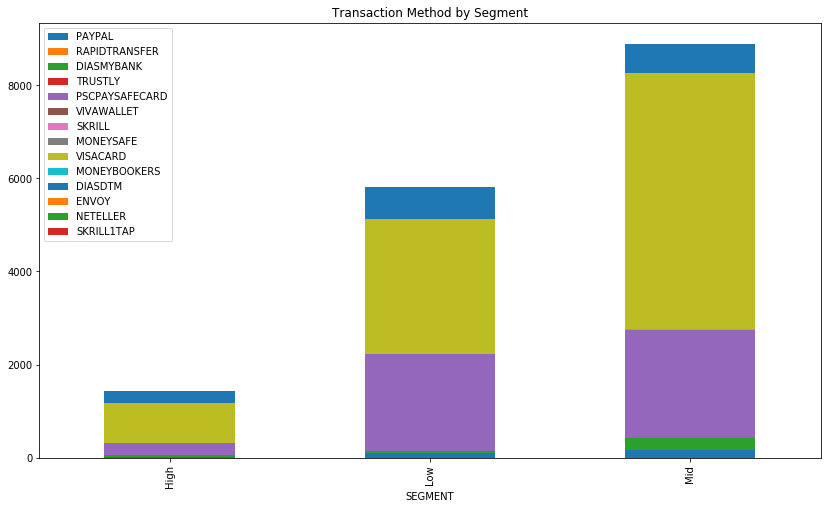 Transaction Method by Segment
PAYPAL
RAPIDTRANSFER
DIASMYBANK
TRUSTLY
PSCPAYSAFECARD
VIVAWALLET
SKRILL
MONEYSAFE
VISACARD
MONEYBOOKERS
DIASDTM
ENVOY
NETELLER
SKRILL1TAP
8000
6000
4000
2000
0
High
Low
Mid
SEGMENT